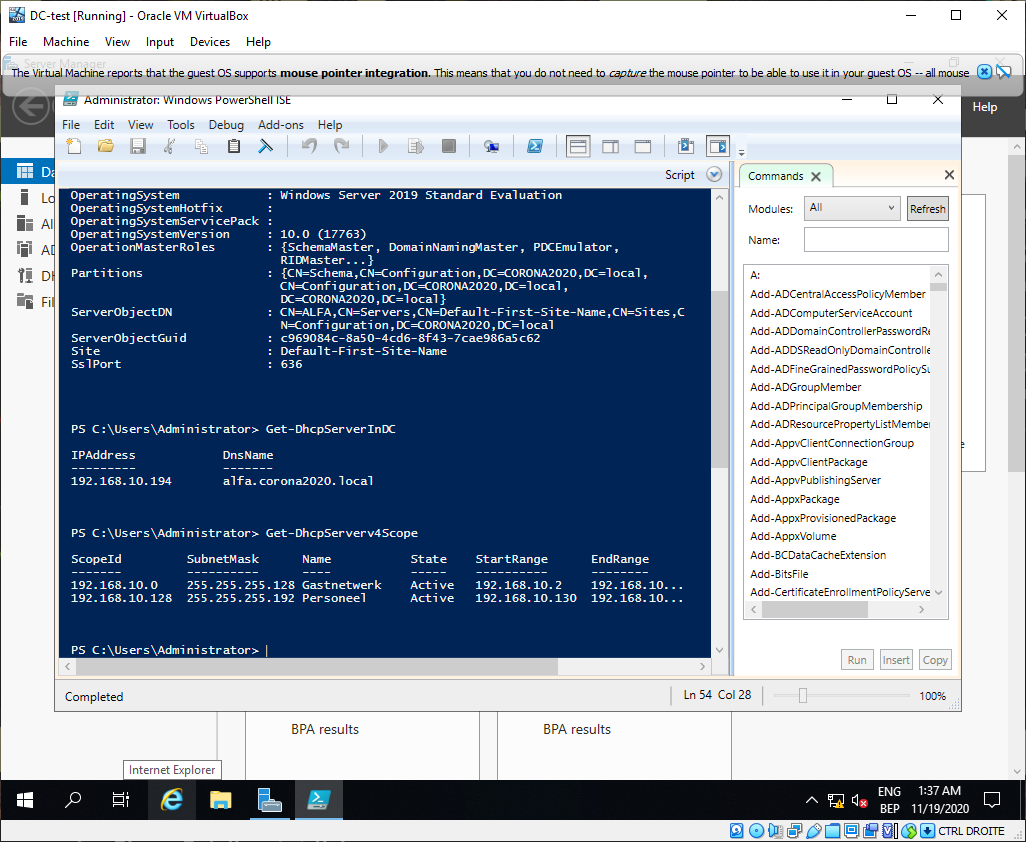 DC-test [Running] - Oracle VM VirtualBox
File Machine View Input Devices Help
Server Manager
The Virtual Machine reports that the guest OS supports mouse pointer integration. This means that you do not need to capture the mouse pointer to be able to use it in your guest OS -- all mouse
Administrator: Windows PowerShell ISE
Help
File Edit View Tools Debug Add-ons Help
Script
Commands
Modules: All Refresh
Name:
A:
Add-ADCentralAccessPolicyMember
Add-ADComputerServiceAccount
Add-ADDomainControllerPasswordRe
Add-ADDSReadOnlyDomainControlle
Add-ADFineGrainedPasswordPolicySu
Add-ADGroupMember
Add-ADPrincipalGroupMembership
Add-ADResourcePropertyListMember
Add-AppvClientConnectionGroup
Add-AppvClientPackage
Add-AppvPublishingServer
Add-AppxPackage
Add-AppxProvisionedPackage
Add-AppxVolume
Add-BCDataCacheExtension
Add-BitsFile
Add-CertificateEnrollmentPolicyServe
Run Insert Copy
Da
Lo
Al
AD
DH
Fil
OperatingSystem : Windows Server 2019 Standard Evaluation
OperatingSystemHotfix :
OperatingSystemServicePack :
OperatingSystemVersion : 10.0 (17763)
OperationMasterRoles : {SchemaMaster, DomainNamingMaster, PDCEmulator,
RIDMaster...}
Partitions : {CN=Schema,CN=Configuration,DC=CORONA2020,DC=local,
CN=Configuration,DC=CORONA2020,DC=local,
DC=CORONA2020,DC=local}
ServerObjectDN : CN=ALFA,CN=Servers,CN=Default-First-Site-Name,CN=Sites,C
N=Configuration,DC=CORONA2020,DC=local
ServerObjectGuid : c969084c-8a50-4cd6-8f43-7cae986a5c62
Site : Default-First-Site-Name
SslPort : 636
PS C:\Users\Administrator> Get-DhcpServerInDC
IPAddress DnsName
--------- -------
192.168.10.194 alfa.corona2020.local
PS C:\Users\Administrator> Get-DhcpServerv4Scope
ScopeId SubnetMask Name State StartRange EndRange
------- ---------- ---- ----- ---------- --------
192.168.10.0 255.255.255.128 Gastnetwerk Active 192.168.10.2 192.168.10...
192.168.10.128 255.255.255.192 Personeel Active 192.168.10.130 192.168.10...
PS C:\Users\Administrator>
Completed Ln 54 Col 28 100%
BPA results BPA results
Internet Explorer
ENG 1:37 AM
BEP 11/19/2020
CTRL DROITE